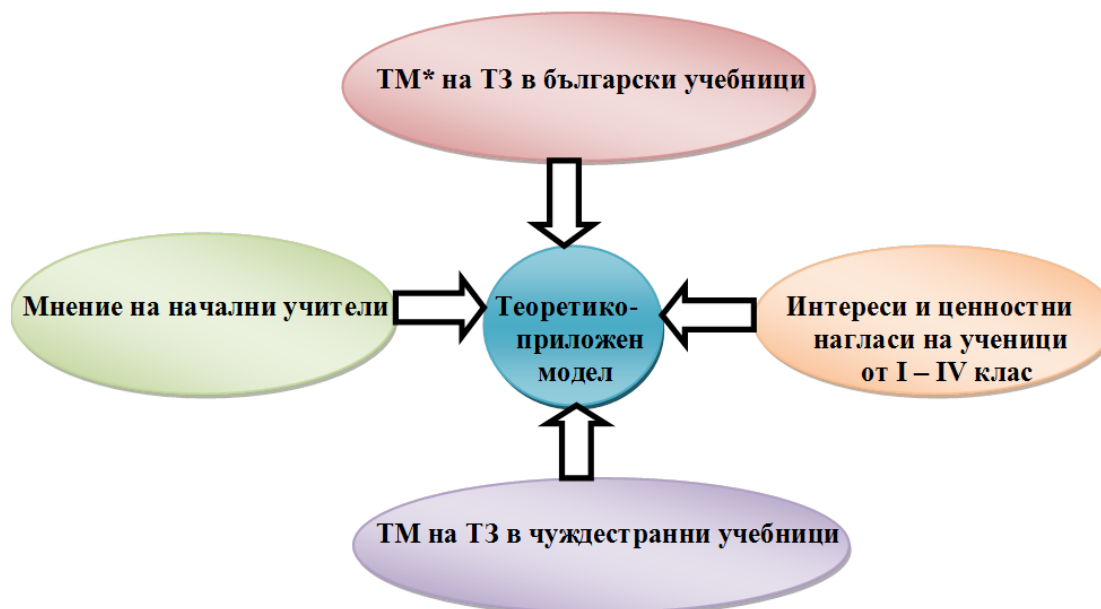 ТМ* на ТЗ в български учебници
Мнение на начални учители
Теоретико-
приложен
модел
Интереси и ценностни
нагласи на ученици
от I – IV клас
ТМ на ТЗ в чуждестранни учебници